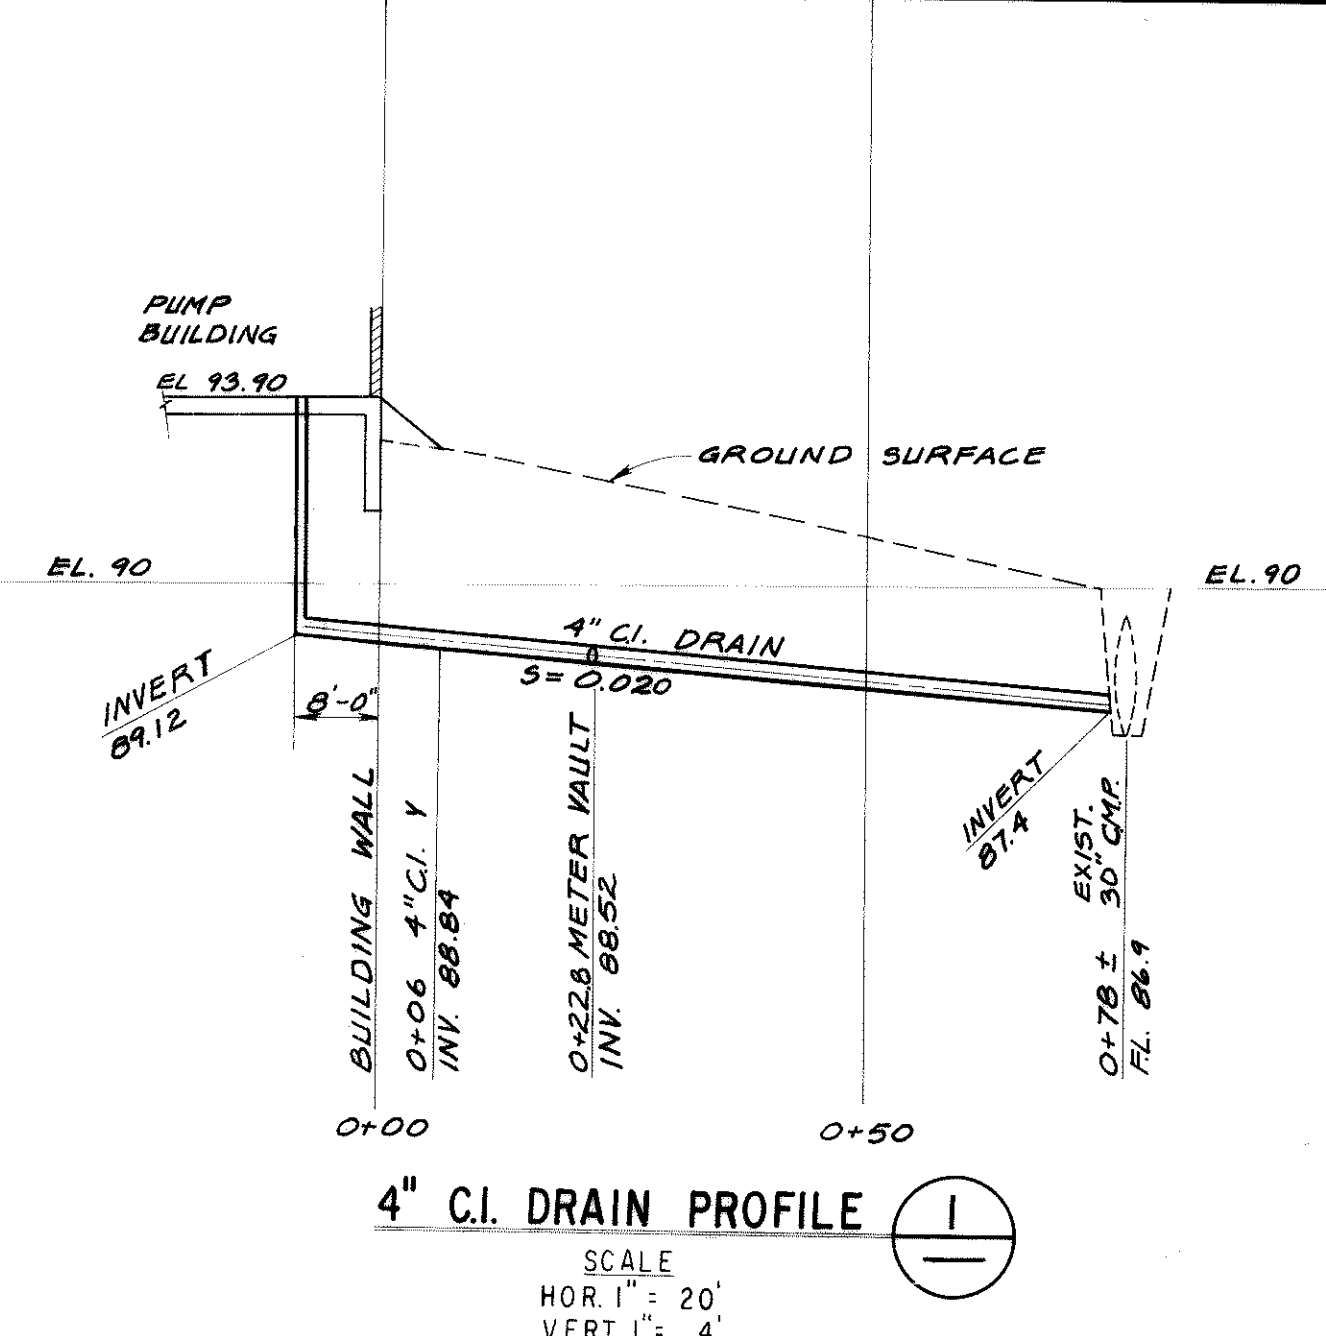 PUMP
BUILDING
EL 93.90
GROUND SURFACE
EL. 90
EL. 90
4" C.I. DRAIN
S = 0.020
INVERT
89.12
8'-0"
INVERT
87.4
BUILDING WALL
0+06 4" C.I. Y
INV. 88.84
0+22.8 METER VAULT
INV. 88.52
EXIST.
0+78 ± 30" C.M.P.
FL. 86.9
0+00
0+50
4" C.I. DRAIN PROFILE
1
SCALE
HOR. 1" = 20'
VERT. 1" = 4'